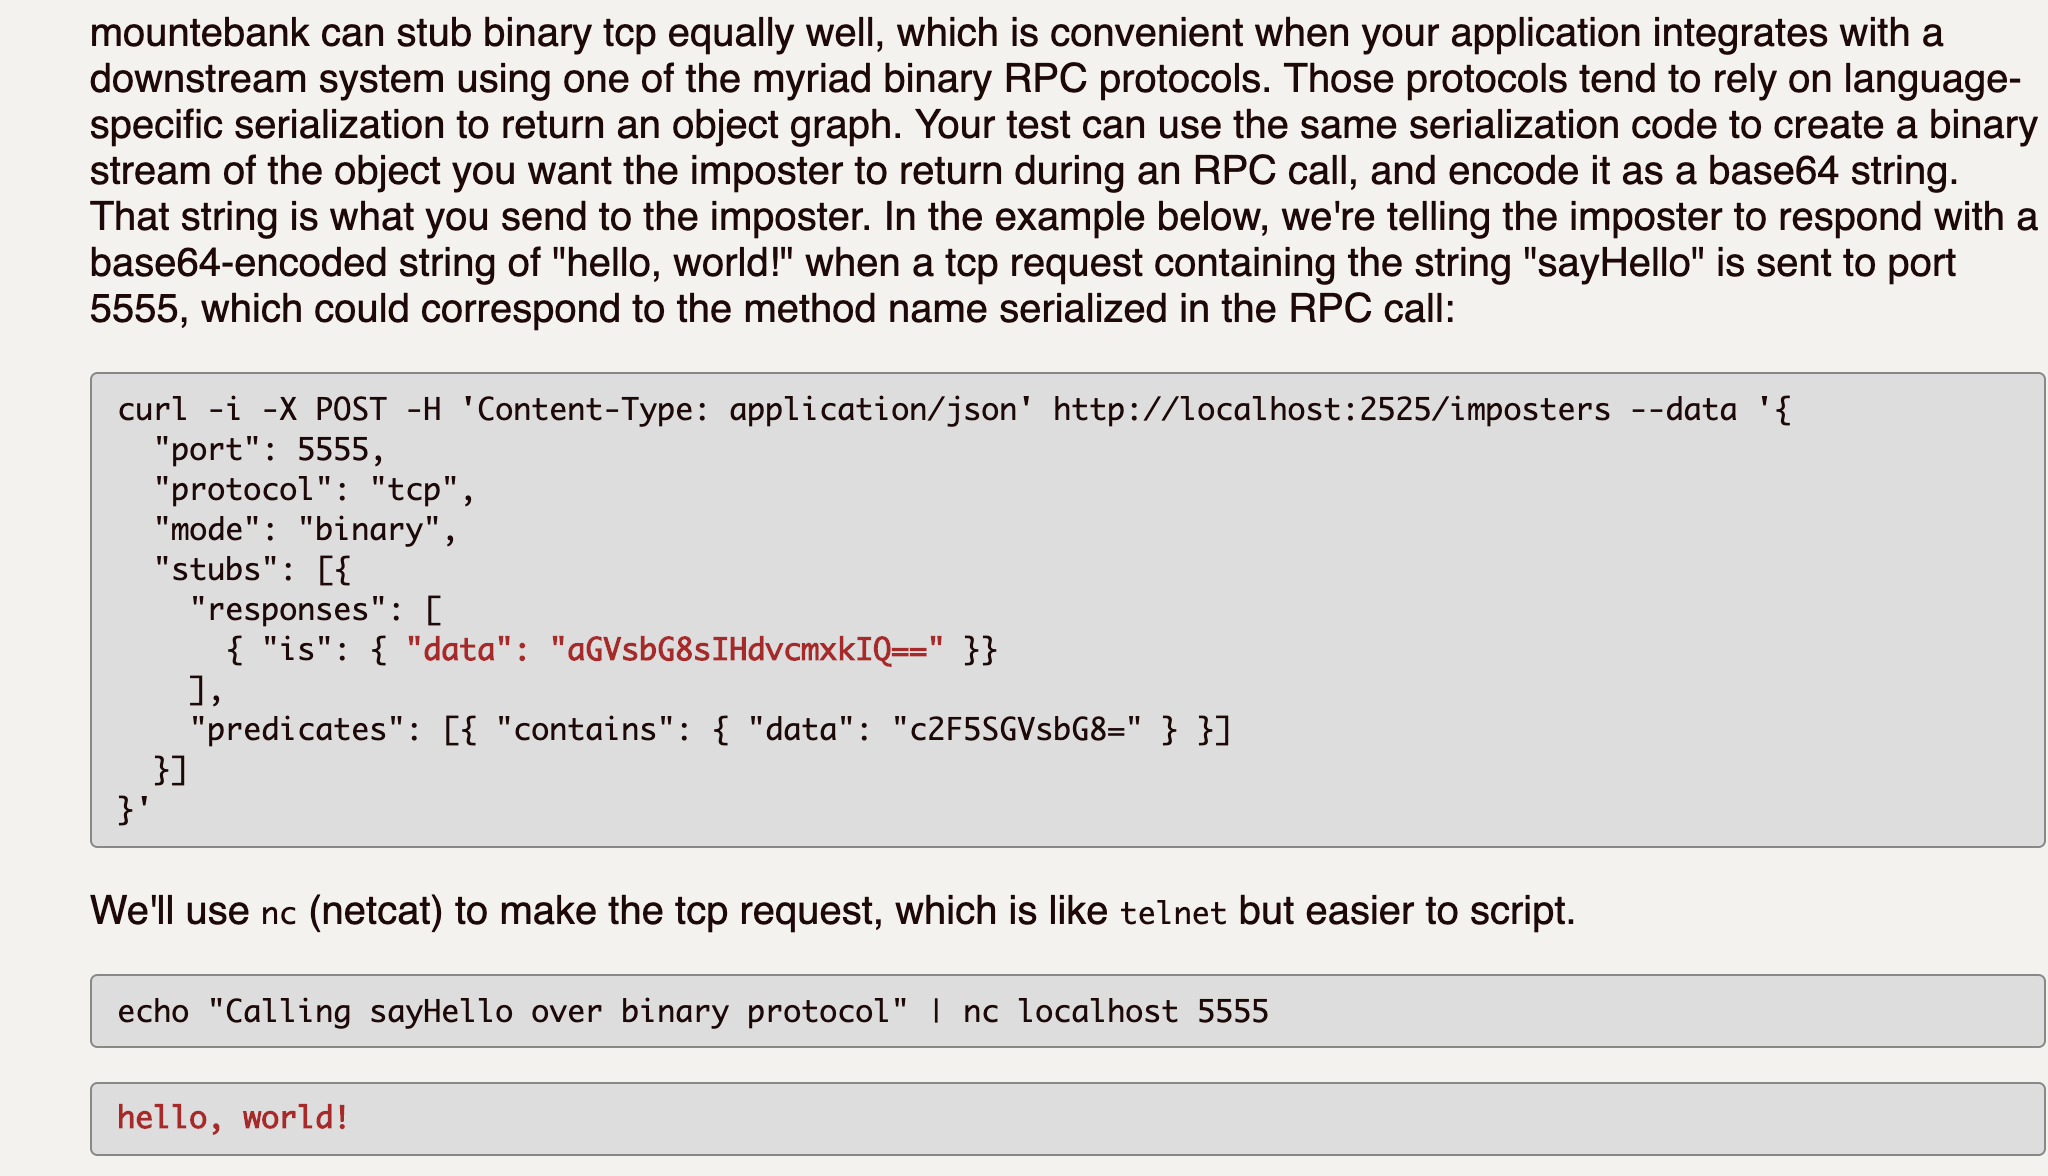 mountebank can stub binary tcp equally well, which is convenient when your application integrates with a
downstream system using one of the myriad binary RPC protocols. Those protocols tend to rely on language-
specific serialization to return an object graph. Your test can use the same serialization code to create a binary
stream of the object you want the imposter to return during an RPC call, and encode it as a base64 string.
That string is what you send to the imposter. In the example below, we're telling the imposter to respond with a
base64-encoded string of "hello, world!" when a tcp request containing the string "sayHello" is sent to port
5555, which could correspond to the method name serialized in the RPC call:
curl -i -X POST -H 'Content-Type: application/json' http://localhost:2525/imposters --data '{
  "port": 5555,
  "protocol": "tcp",
  "mode": "binary",
  "stubs": [{
    "responses": [
      { "is": { "data": "aGVsbG8sIHdvcmxkIQ==" }}
    ],
    "predicates": [{ "contains": { "data": "c2F5SGVsbG8=" } }]
  }]
}'
We'll use nc (netcat) to make the tcp request, which is like telnet but easier to script.
echo "Calling sayHello over binary protocol" | nc localhost 5555
hello, world!